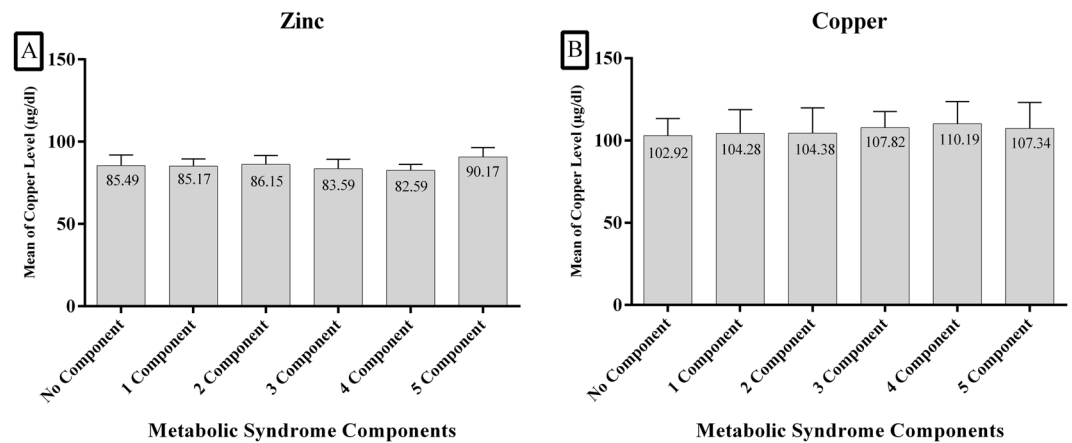 Zinc
A
Mean of Copper Level (µg/dl)
150
100
50
0
85.49
85.17
86.15
83.59
82.59
90.17
No Component
1 Component
2 Component
3 Component
4 Component
5 Component
Metabolic Syndrome Components
Copper
B
Mean of Copper Level (µg/dl)
150
100
50
0
102.92
104.28
104.38
107.82
110.19
107.34
No Component
1 Component
2 Component
3 Component
4 Component
5 Component
Metabolic Syndrome Components